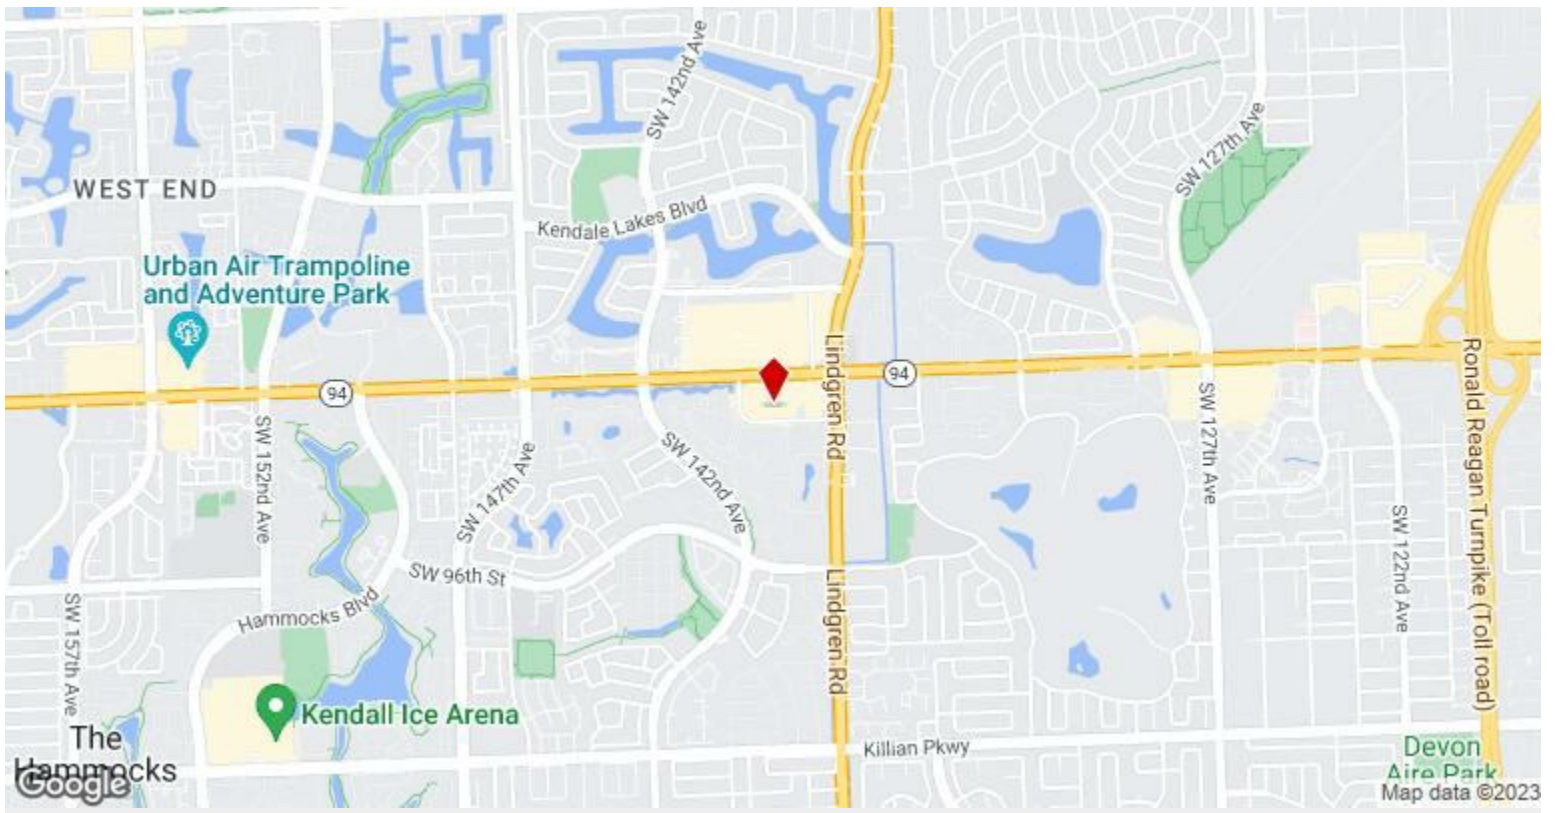 SW 142nd Ave
SW 127th Ave
WEST END
Kendale Lakes Blvd
Urban Air Trampoline
and Adventure Park
Lindgren Rd
94
94
Ronald Reagan Turnpike (Toll road)
SW 152nd Ave
SW 147th Ave
SW 142nd Ave
SW 127th Ave
SW 122nd Ave
SW 96th St
Hammocks Blvd
SW 157th Ave
Lindgren Rd
Kendall Ice Arena
Killian Pkwy
The
Hammocks
Devon
Aire Park
Google
Map data ©2023